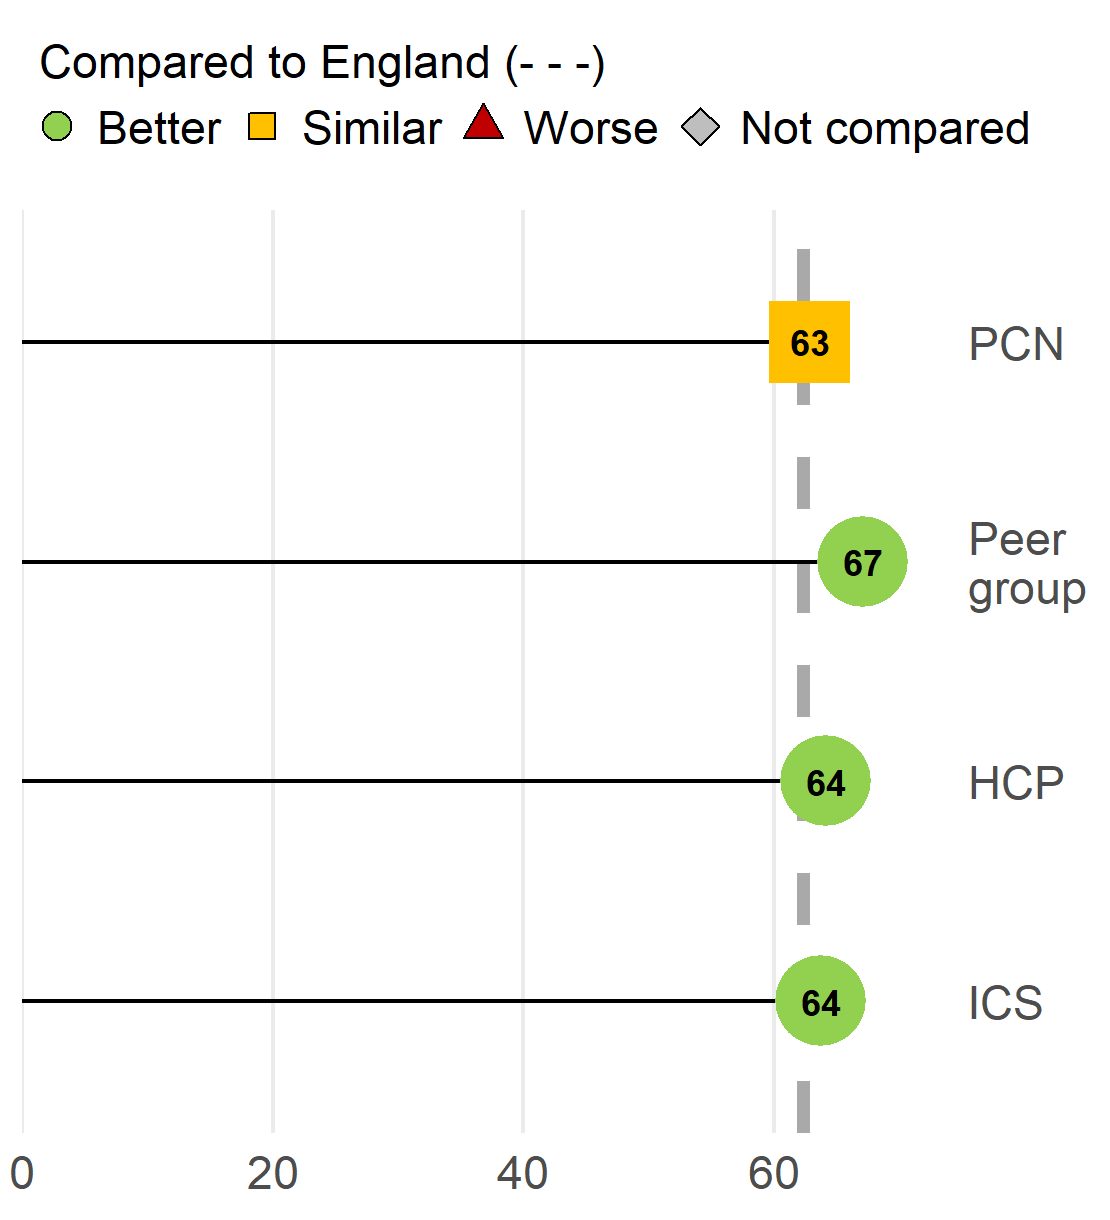 Compared to England (- - -)
Better Similar Worse Not compared
63 PCN
67 Peer
group
64 HCP
64 ICS
0 20 40 60